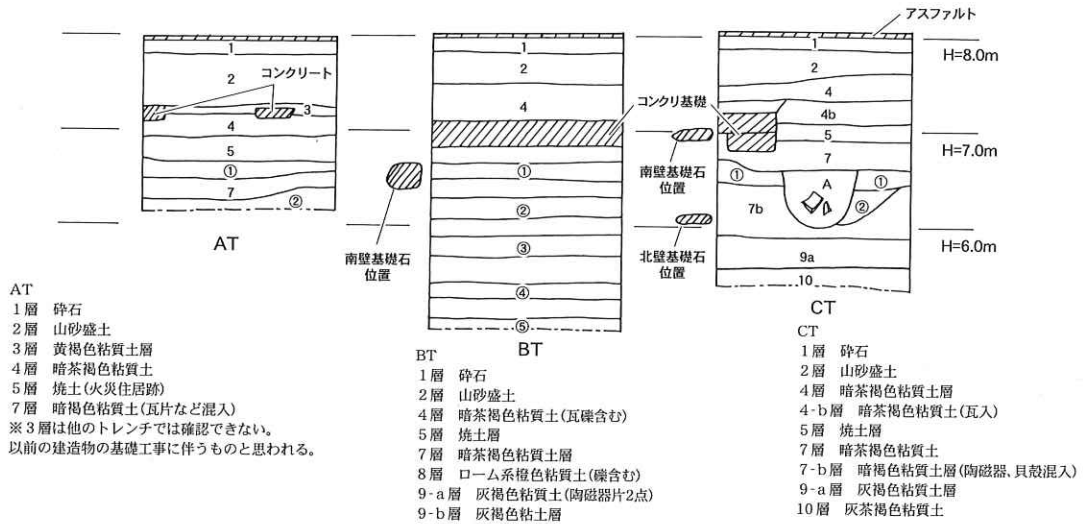 アスファルト
H=8.0m
H=7.0m
H=6.0m
1
2
コンクリート
3
4
5
①
7
②
AT
南壁基礎石
位置
1
2
4
コンクリ基礎
①
②
③
④
⑤
BT
南壁基礎石
位置
北壁基礎石
位置
1
2
4
4b
5
7
①
A
①
②
7b
9a
10
CT
AT
1層 砕石
2層 山砂盛土
3層 黄褐色粘質土層
4層 暗茶褐色粘質土
5層 焼土(火災住居跡)
7層 暗褐色粘質土(瓦片など混入)
※3層は他のトレンチでは確認できない。
以前の建造物の基礎工事に伴うものと思われる。
BT
1層 砕石
2層 山砂盛土
4層 暗茶褐色粘質土(瓦礫含む)
5層 焼土層
7層 暗茶褐色粘質土層
8層 ローム系橙色粘質土(礫含む)
9-a層 灰褐色粘質土(陶磁器片2点)
9-b層 灰褐色粘土層
CT
1層 砕石
2層 山砂盛土
4層 暗茶褐色粘質土層
4-b層 暗茶褐色粘質土(瓦入)
5層 焼土層
7層 暗茶褐色粘質土
7-b層 暗褐色粘質土層(陶磁器、貝殻混入)
9-a層 灰褐色粘質土層
10層 灰茶褐色粘質土